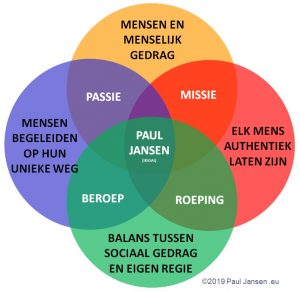 MENSEN EN
MENSELIJK
GEDRAG
PASSIE
MISSIE
MENSEN
BEGELEIDEN
OP HUN
UNIEKE WEG
PAUL
JANSEN
ELK MENS
AUTHENTIEK
LATEN ZIJN
BEROEP
ROEPING
BALANS TUSSEN
SOCIAAL GEDRAG
EN EIGEN REGIE
©2019 Paul Jansen .eu